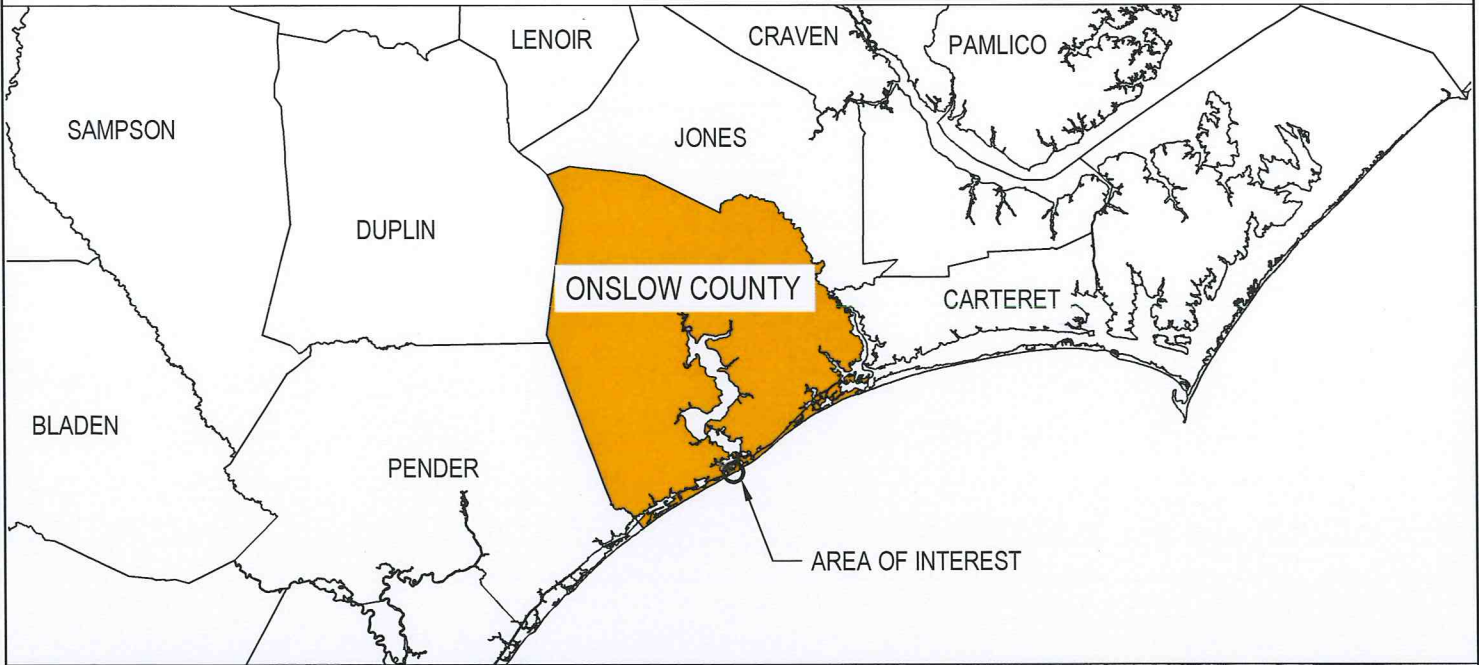 LENOIR
CRAVEN
PAMLICO
SAMPSON
JONES
DUPLIN
ONSLOW COUNTY
CARTERET
BLADEN
PENDER
AREA OF INTEREST